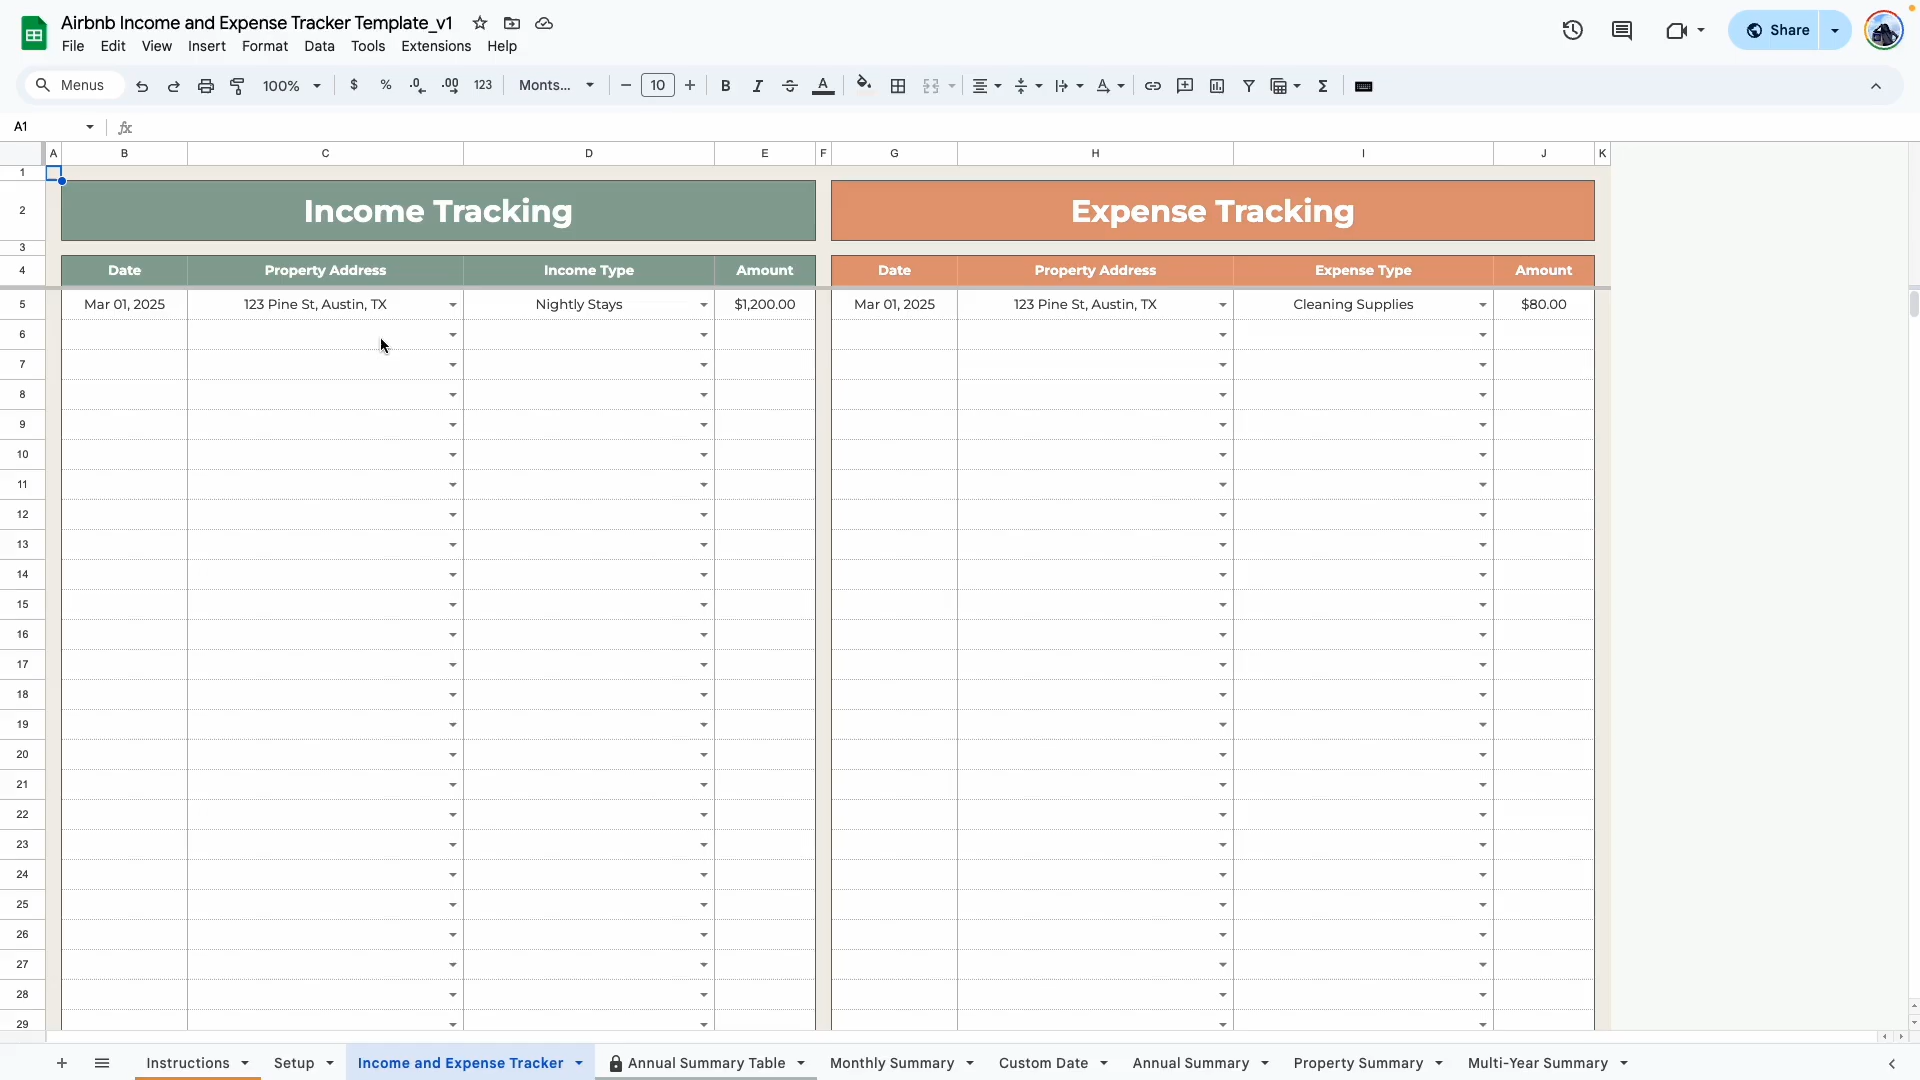 Airbnb Income and Expense Tracker Template_v1
File Edit View Insert Format Data Tools Extensions Help
Share
Menus 100% $ % .0 .00 123 Monts... 10 B I A
A1 fx
A B C D E F G H I J K
1
2 Income Tracking Expense Tracking
3
4 Date Property Address Income Type Amount Date Property Address Expense Type Amount
5 Mar 01, 2025 123 Pine St, Austin, TX Nightly Stays $1,200.00 Mar 01, 2025 123 Pine St, Austin, TX Cleaning Supplies $80.00
6
7
8
9
10
11
12
13
14
15
16
17
18
19
20
21
22
23
24
25
26
27
28
29
Instructions Setup Income and Expense Tracker Annual Summary Table Monthly Summary Custom Date Annual Summary Property Summary Multi-Year Summary